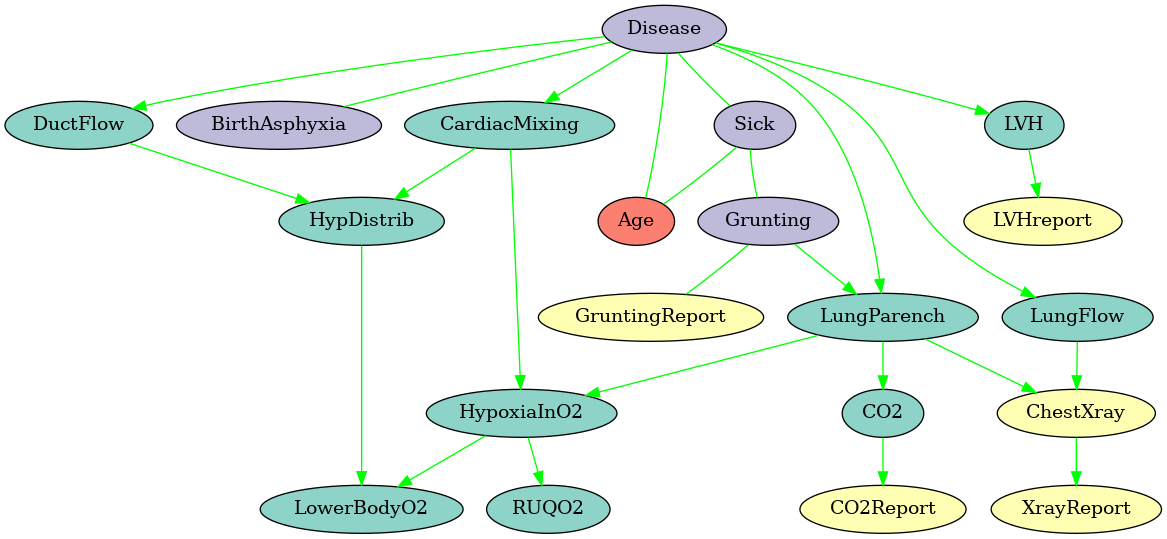 Disease
DuctFlow
BirthAsphyxia
CardiacMixing
Sick
LVH
HypDistrib
Age
Grunting
LVHreport
GruntingReport
LungParench
LungFlow
HypoxiaInO2
CO2
ChestXray
LowerBodyO2
RUQO2
CO2Report
XrayReport